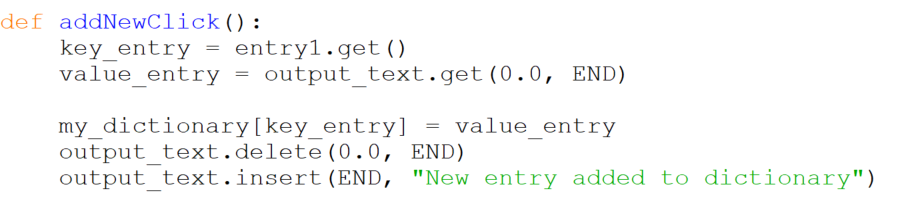 def addNewClick():
    key_entry = entry1.get()
    value_entry = output_text.get(0.0, END)

    my_dictionary[key_entry] = value_entry
    output_text.delete(0.0, END)
    output_text.insert(END, "New entry added to dictionary")